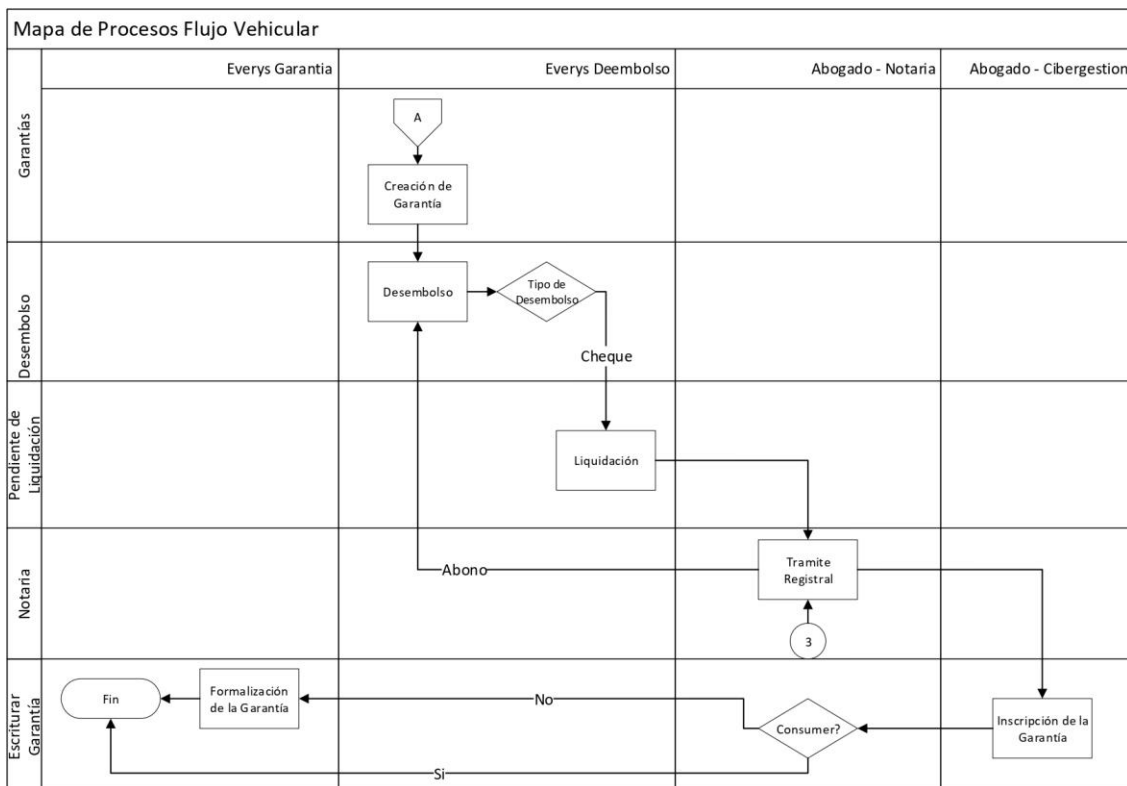 Mapa de Procesos Flujo Vehicular
Everys Garantia
Everys Deembolso
Abogado - Notaria
Abogado - Cibergestion
Garantías
A
Creación de
Garantía
Desembolso
Desembolso
Tipo de
Desembolso
Cheque
Pendiente de
Liquidación
Liquidación
Notaria
Abono
Tramite
Registral
3
Escriturar
Garantía
Fin
Formalización
de la Garantía
No
Consumer?
Inscripción de la
Garantía
Si